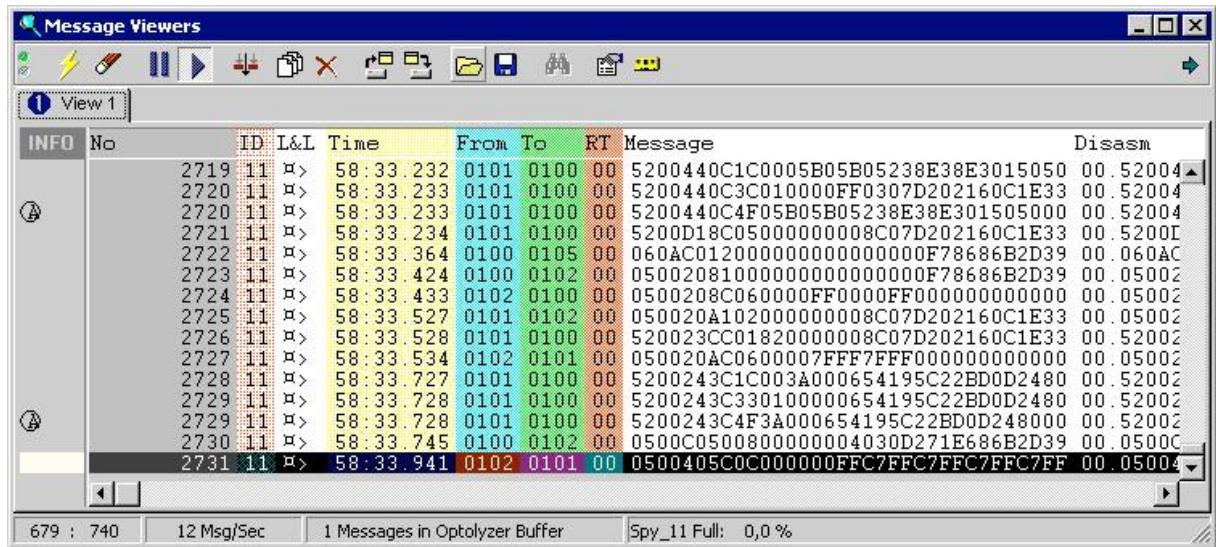 Message Viewers
1 View 1
INFO No ID L&L Time From To RT Message Disasm
2719 11 ¤> 58:33.232 0101 0100 00 5200440C1C0005B05B05238E38E3015050 00.52004
2720 11 ¤> 58:33.233 0101 0100 00 5200440C3C010000FF0307D202160C1E33 00.52004
2720 11 ¤> 58:33.233 0101 0100 00 5200440C4F05B05B05238E38E301505000 00.52004
2721 11 ¤> 58:33.234 0101 0100 00 5200D18C05000000008C07D202160C1E33 00.5200D
2722 11 ¤> 58:33.364 0100 0105 00 060AC0120000000000000000F78686B2D39 00.060AC
2723 11 ¤> 58:33.424 0100 0102 00 05002081000000000000000F78686B2D39 00.05002
2724 11 ¤> 58:33.433 0102 0100 00 0500208C060000FF0000FF000000000000 00.05002
2725 11 ¤> 58:33.527 0101 0102 00 050020A102000000008C07D202160C1E33 00.05002
2726 11 ¤> 58:33.528 0101 0100 00 520023CC01820000008C07D202160C1E33 00.52002
2727 11 ¤> 58:33.534 0102 0101 00 050020AC0600007FFF7FFF000000000000 00.05002
2728 11 ¤> 58:33.727 0101 0100 00 5200243C1C003A000654195C22BD0D2480 00.52002
2729 11 ¤> 58:33.728 0101 0100 00 5200243C330100000654195C22BD0D2480 00.52002
2729 11 ¤> 58:33.728 0101 0100 00 5200243C4F3A000654195C22BD0D248000 00.52002
2730 11 ¤> 58:33.745 0100 0102 00 0500C0500800000004030D271E686B2D39 00.0500C
2731 11 ¤> 58:33.941 0102 0101 00 0500405C0C000000FFC7FFC7FFC7FFC7FF 00.05004
679 : 740 12 Msg/Sec 1 Messages in Optolyzer Buffer Spy_11 Full: 0,0 %